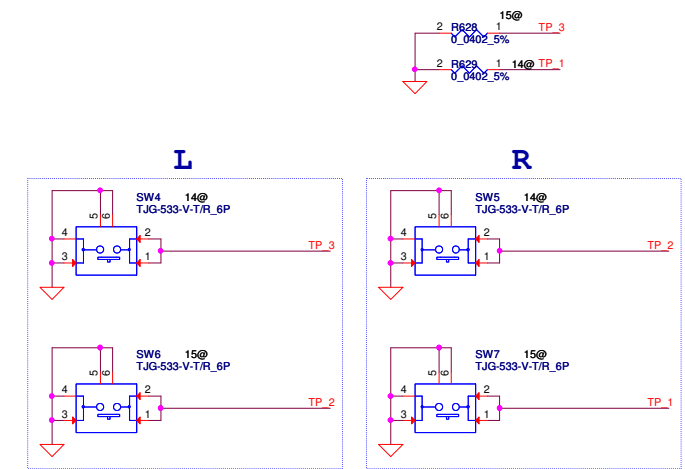 15@
2 R628 1 TP_3
0_0402_5%
2 R629 1 14@ TP_1
0_0402_5%
L
R
SW4 14@
TJG-533-V-T/R_6P
5 6
4 2
3 1
TP_3
SW5 14@
TJG-533-V-T/R_6P
5 6
4 2
3 1
TP_2
SW6 15@
TJG-533-V-T/R_6P
5 6
4 2
3 1
TP_2
SW7 15@
TJG-533-V-T/R_6P
5 6
4 2
3 1
TP_1